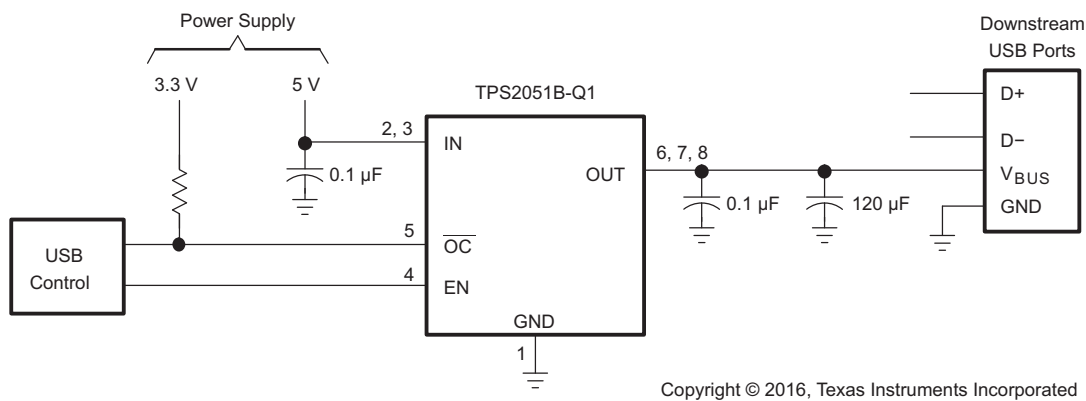 Power Supply
3.3 V
5 V
TPS2051B-Q1
Downstream
USB Ports
D+
D−
V_BUS
GND
2, 3
IN
0.1 µF
OUT
6, 7, 8
0.1 µF
120 µF
USB
Control
5
O̅C̅
4
EN
GND
1
Copyright © 2016, Texas Instruments Incorporated